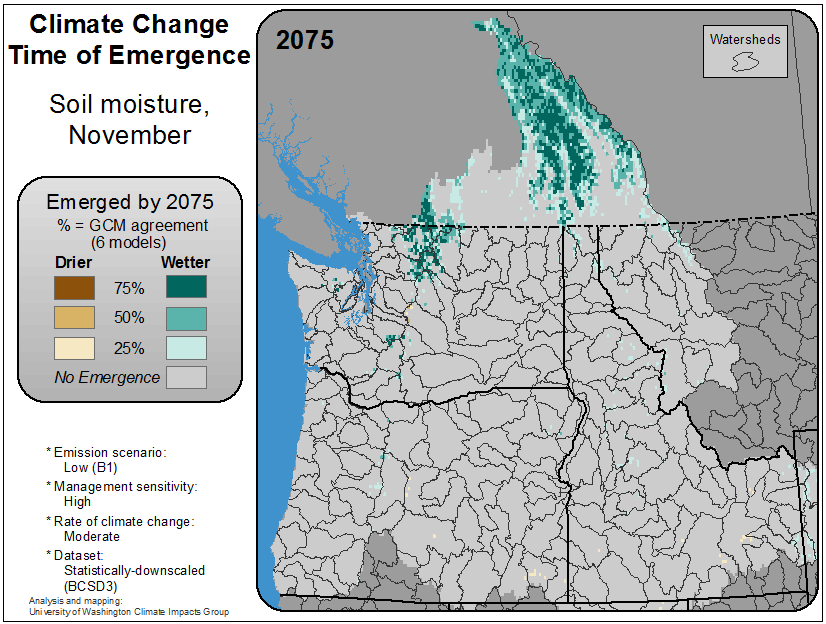 Climate Change
Time of Emergence
Soil moisture,
November
Emerged by 2075
% = GCM agreement
(6 models)
Drier Wetter
75%
50%
25%
No Emergence
* Emission scenario:
Low (B1)
* Management sensitivity:
High
* Rate of climate change:
Moderate
* Dataset:
Statistically-downscaled
(BCSD3)
Analysis and mapping:
University of Washington Climate Impacts Group
2075
Watersheds